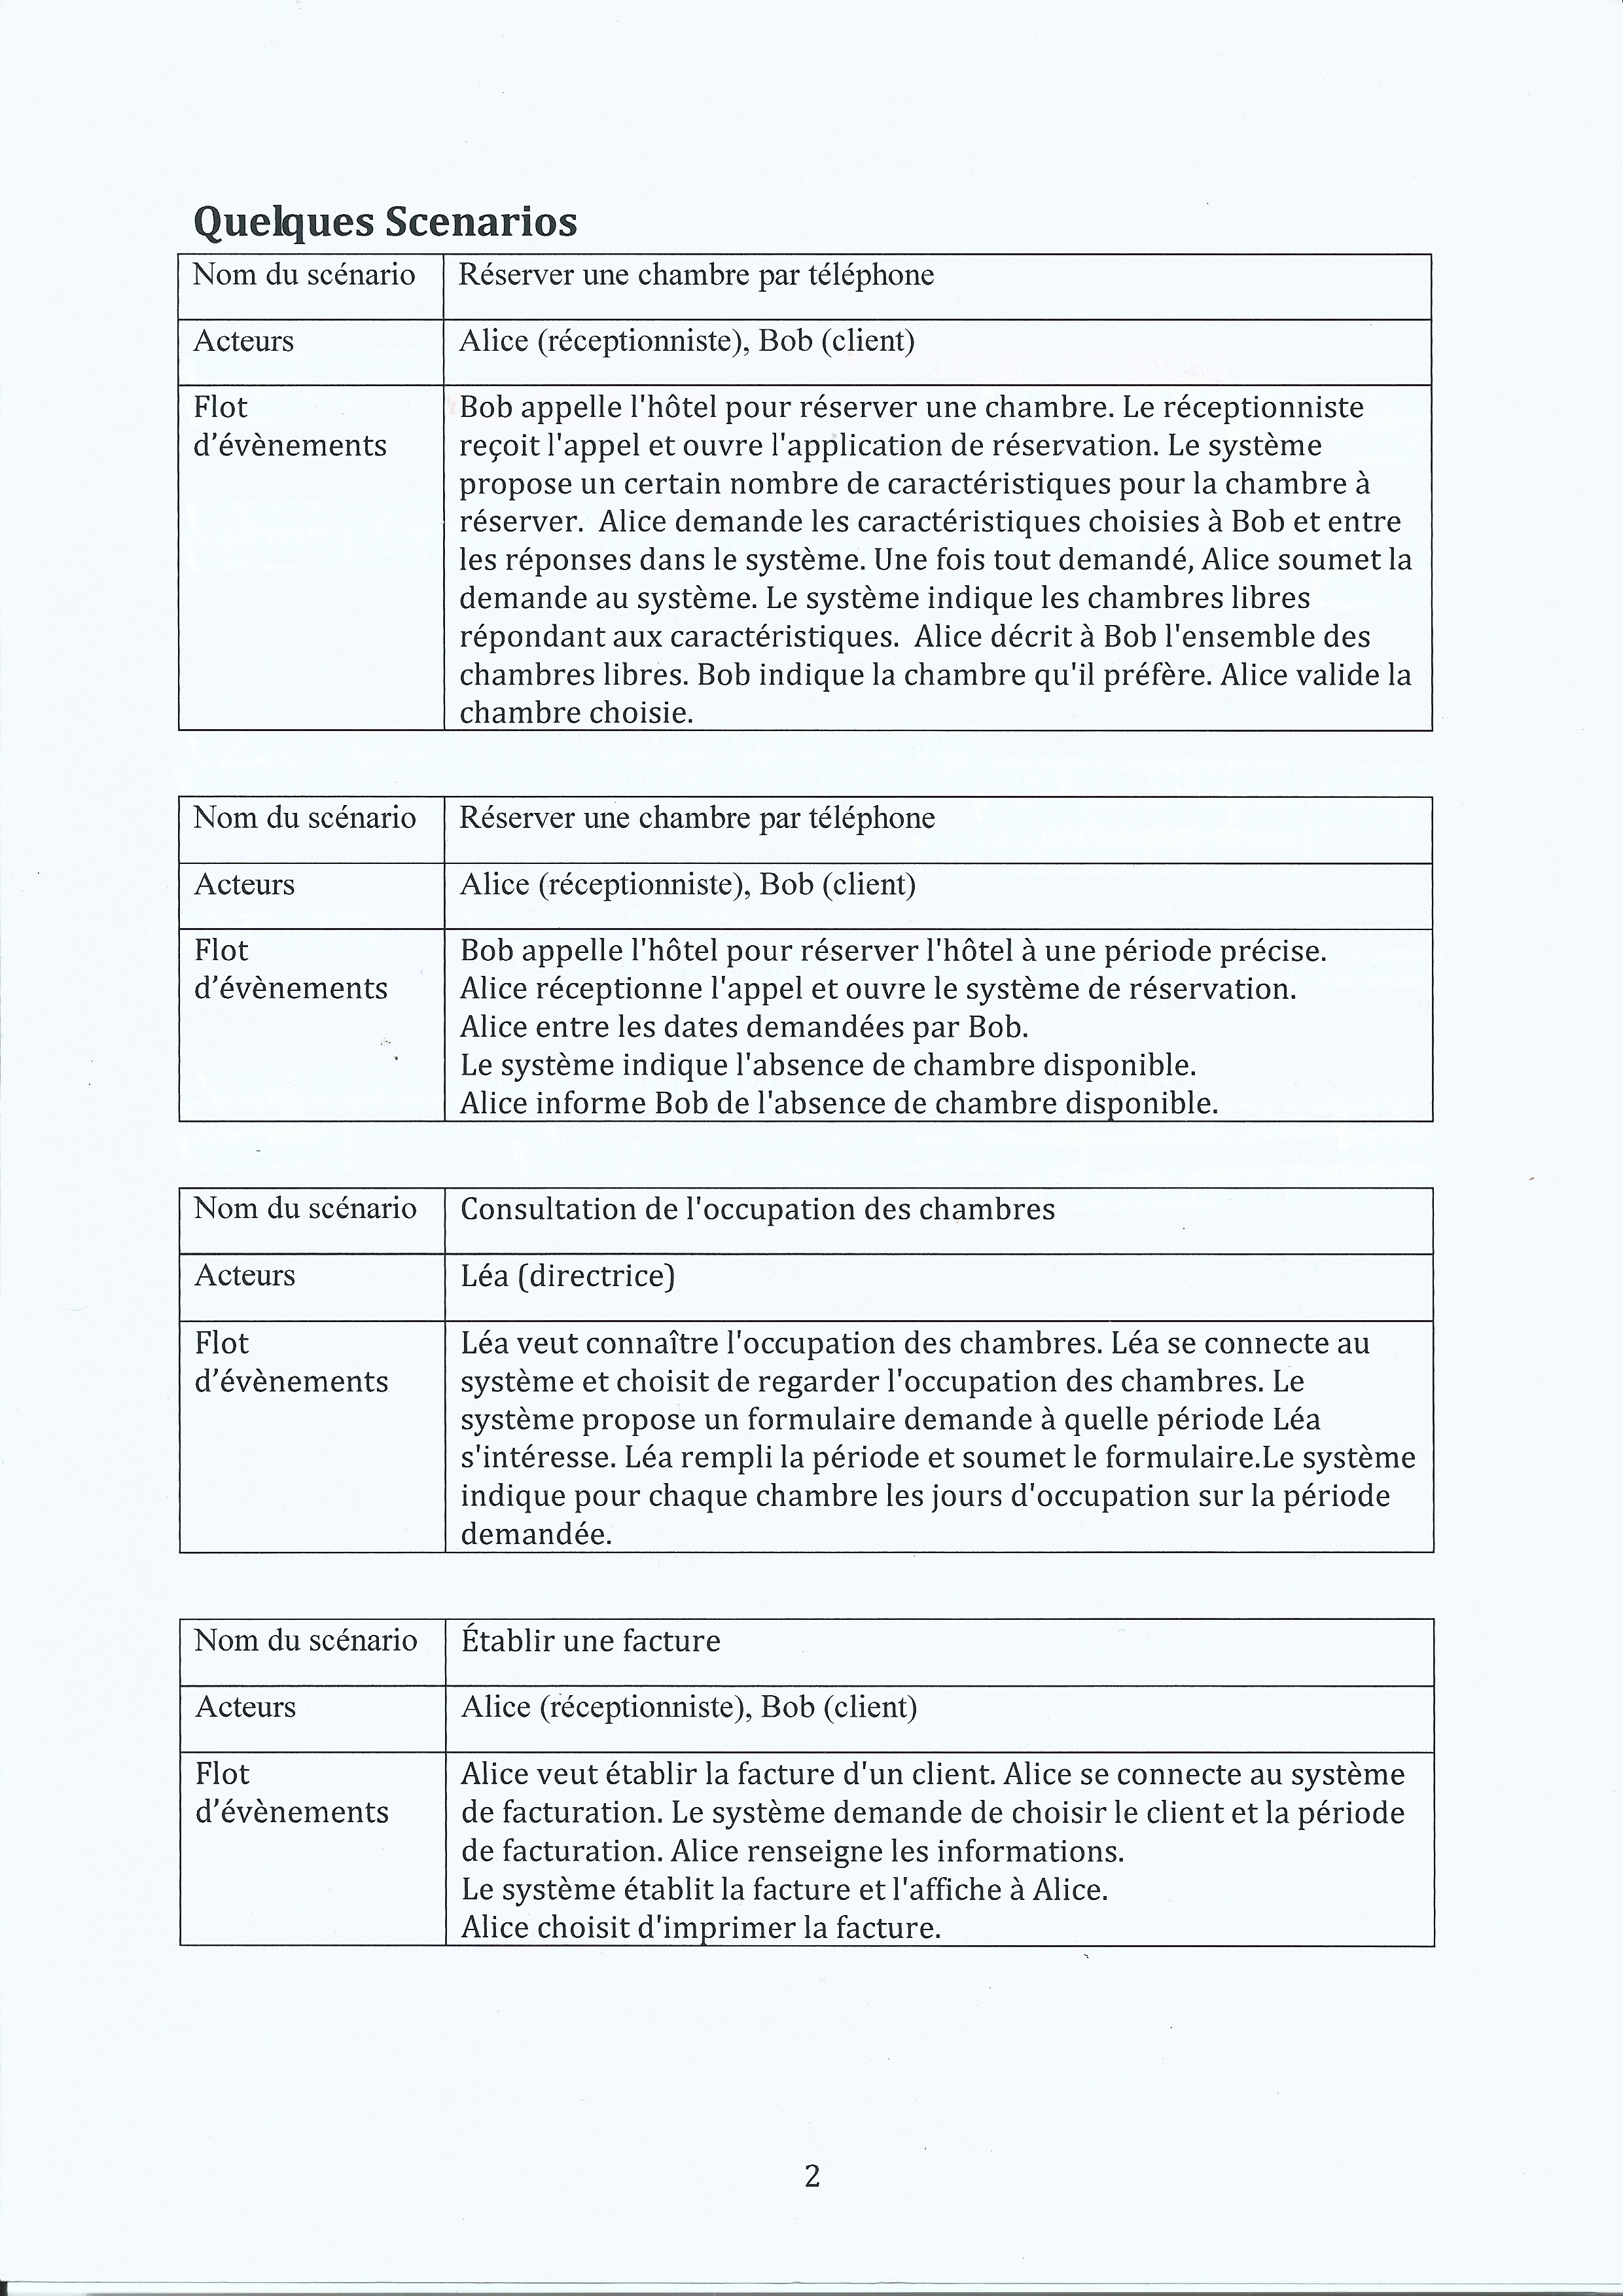 Quelques Scenarios
Nom du scénario Réserver une chambre par téléphone
Acteurs Alice (réceptionniste), Bob (client)
Flot Bob appelle l'hôtel pour réserver une chambre. Le réceptionniste
d'évènements reçoit l'appel et ouvre l'application de réservation. Le système
propose un certain nombre de caractéristiques pour la chambre à
réserver. Alice demande les caractéristiques choisies à Bob et entre
les réponses dans le système. Une fois tout demandé, Alice soumet la
demande au système. Le système indique les chambres libres
répondant aux caractéristiques. Alice décrit à Bob l'ensemble des
chambres libres. Bob indique la chambre qu'il préfère. Alice valide la
chambre choisie.
Nom du scénario Réserver une chambre par téléphone
Acteurs Alice (réceptionniste), Bob (client)
Flot Bob appelle l'hôtel pour réserver l'hôtel à une période précise.
d'évènements Alice réceptionne l'appel et ouvre le système de réservation.
Alice entre les dates demandées par Bob.
Le système indique l'absence de chambre disponible.
Alice informe Bob de l'absence de chambre disponible.
Nom du scénario Consultation de l'occupation des chambres
Acteurs Léa (directrice)
Flot Léa veut connaître l'occupation des chambres. Léa se connecte au
d'évènements système et choisit de regarder l'occupation des chambres. Le
système propose un formulaire demande à quelle période Léa
s'intéresse. Léa rempli la période et soumet le formulaire.Le système
indique pour chaque chambre les jours d'occupation sur la période
demandée.
Nom du scénario Établir une facture
Acteurs Alice (réceptionniste), Bob (client)
Flot Alice veut établir la facture d'un client. Alice se connecte au système
d'évènements de facturation. Le système demande de choisir le client et la période
de facturation. Alice renseigne les informations.
Le système établit la facture et l'affiche à Alice.
Alice choisit d'imprimer la facture.
2